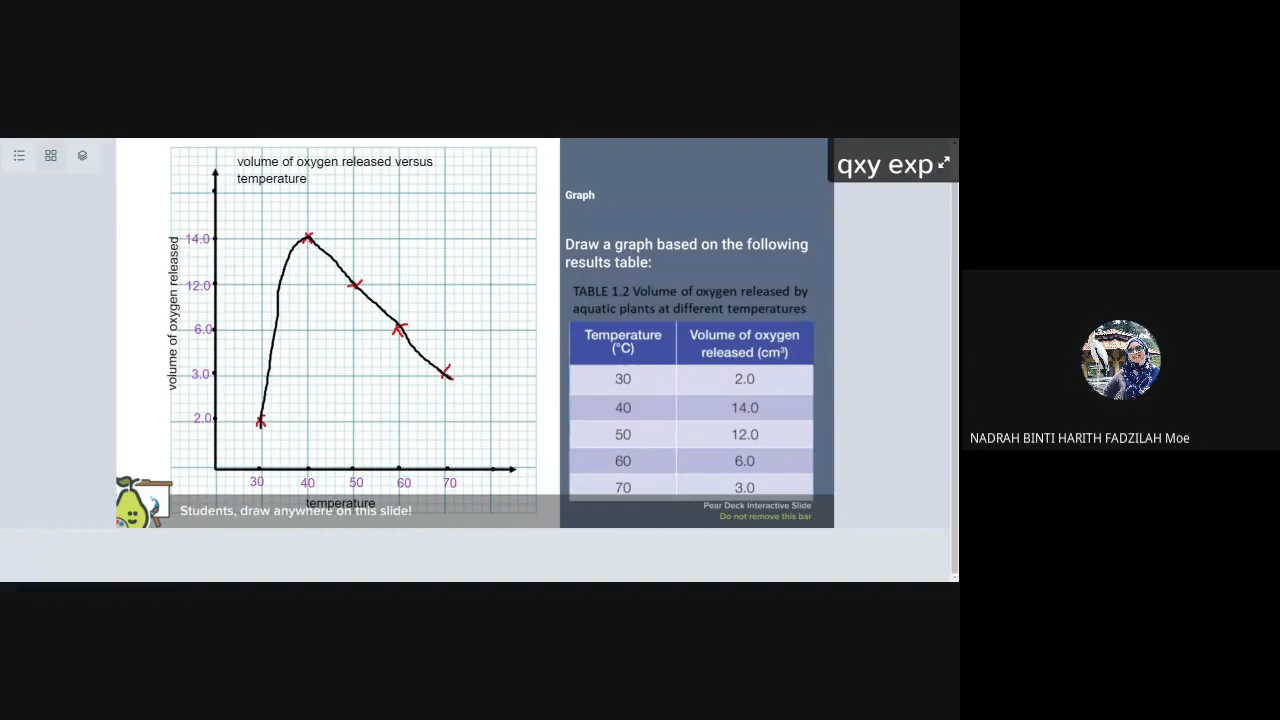 volume of oxygen released versus
temperature
volume of oxygen released
14.0
12.0
6.0
3.0
2.0
30 40 50 60 70
temperature
Students, draw anywhere on this slide!
qxy exp
Graph
Draw a graph based on the following
results table:
TABLE 1.2 Volume of oxygen released by
aquatic plants at different temperatures
Temperature (°C) Volume of oxygen released (cm³)
30 2.0
40 14.0
50 12.0
60 6.0
70 3.0
Pear Deck Interactive Slide
Do not remove this bar
NADRAH BINTI HARITH FADZILAH Moe